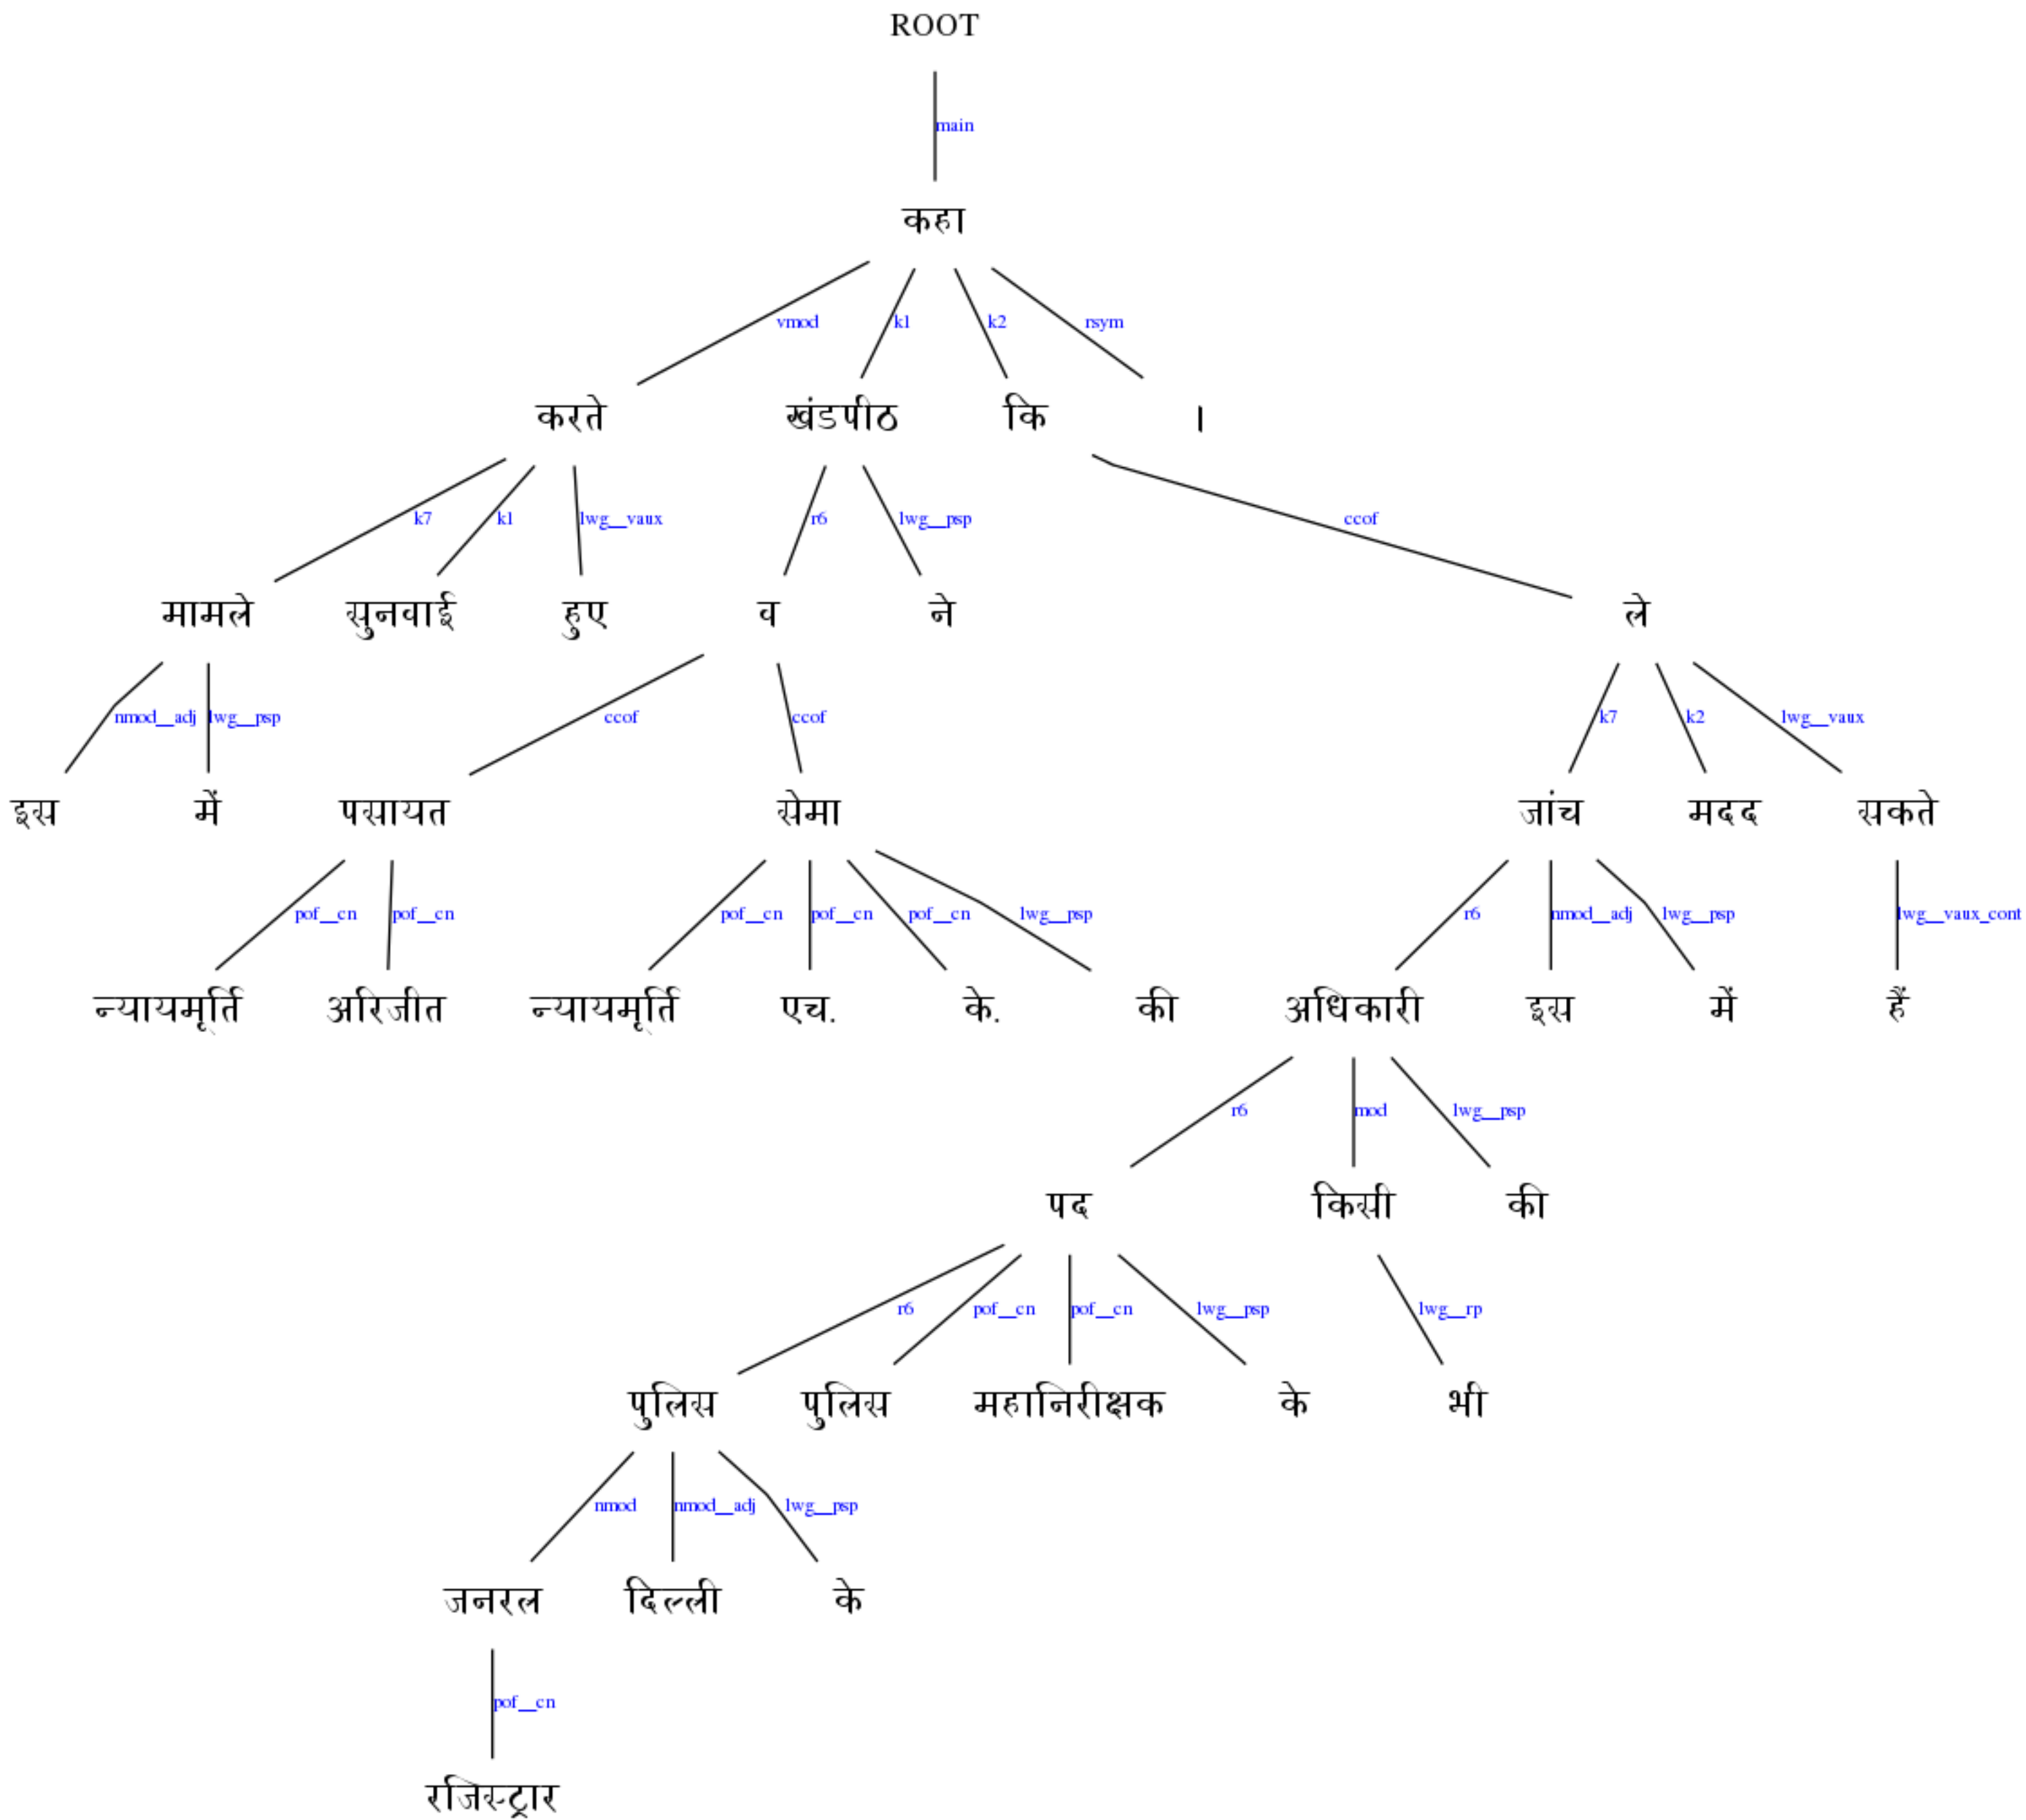 ROOT
main
कहा
vmod k1 k2 rsym
करते खंडपीठ कि ।
k7 k1 lwg__vaux r6 lwg__psp ccof
मामले सुनवाई हुए व ने ले
nmod__adj lwg__psp ccof ccof k7 k2 lwg__vaux
इस में पसायत सेमा जांच मदद सकते
pof__cn pof__cn pof__cn pof__cn pof__cn lwg__psp r6 nmod__adj lwg__psp lwg__vaux_cont
न्यायमूर्ति अरिजीत न्यायमूर्ति एच. के. की अधिकारी इस में हैं
r6 mod lwg__psp
पद किसी की
r6 pof__cn pof__cn lwg__psp lwg__rp
पुलिस पुलिस महानिरीक्षक के भी
nmod nmod__adj lwg__psp
जनरल दिल्ली के
pof__cn
रजिस्ट्रार